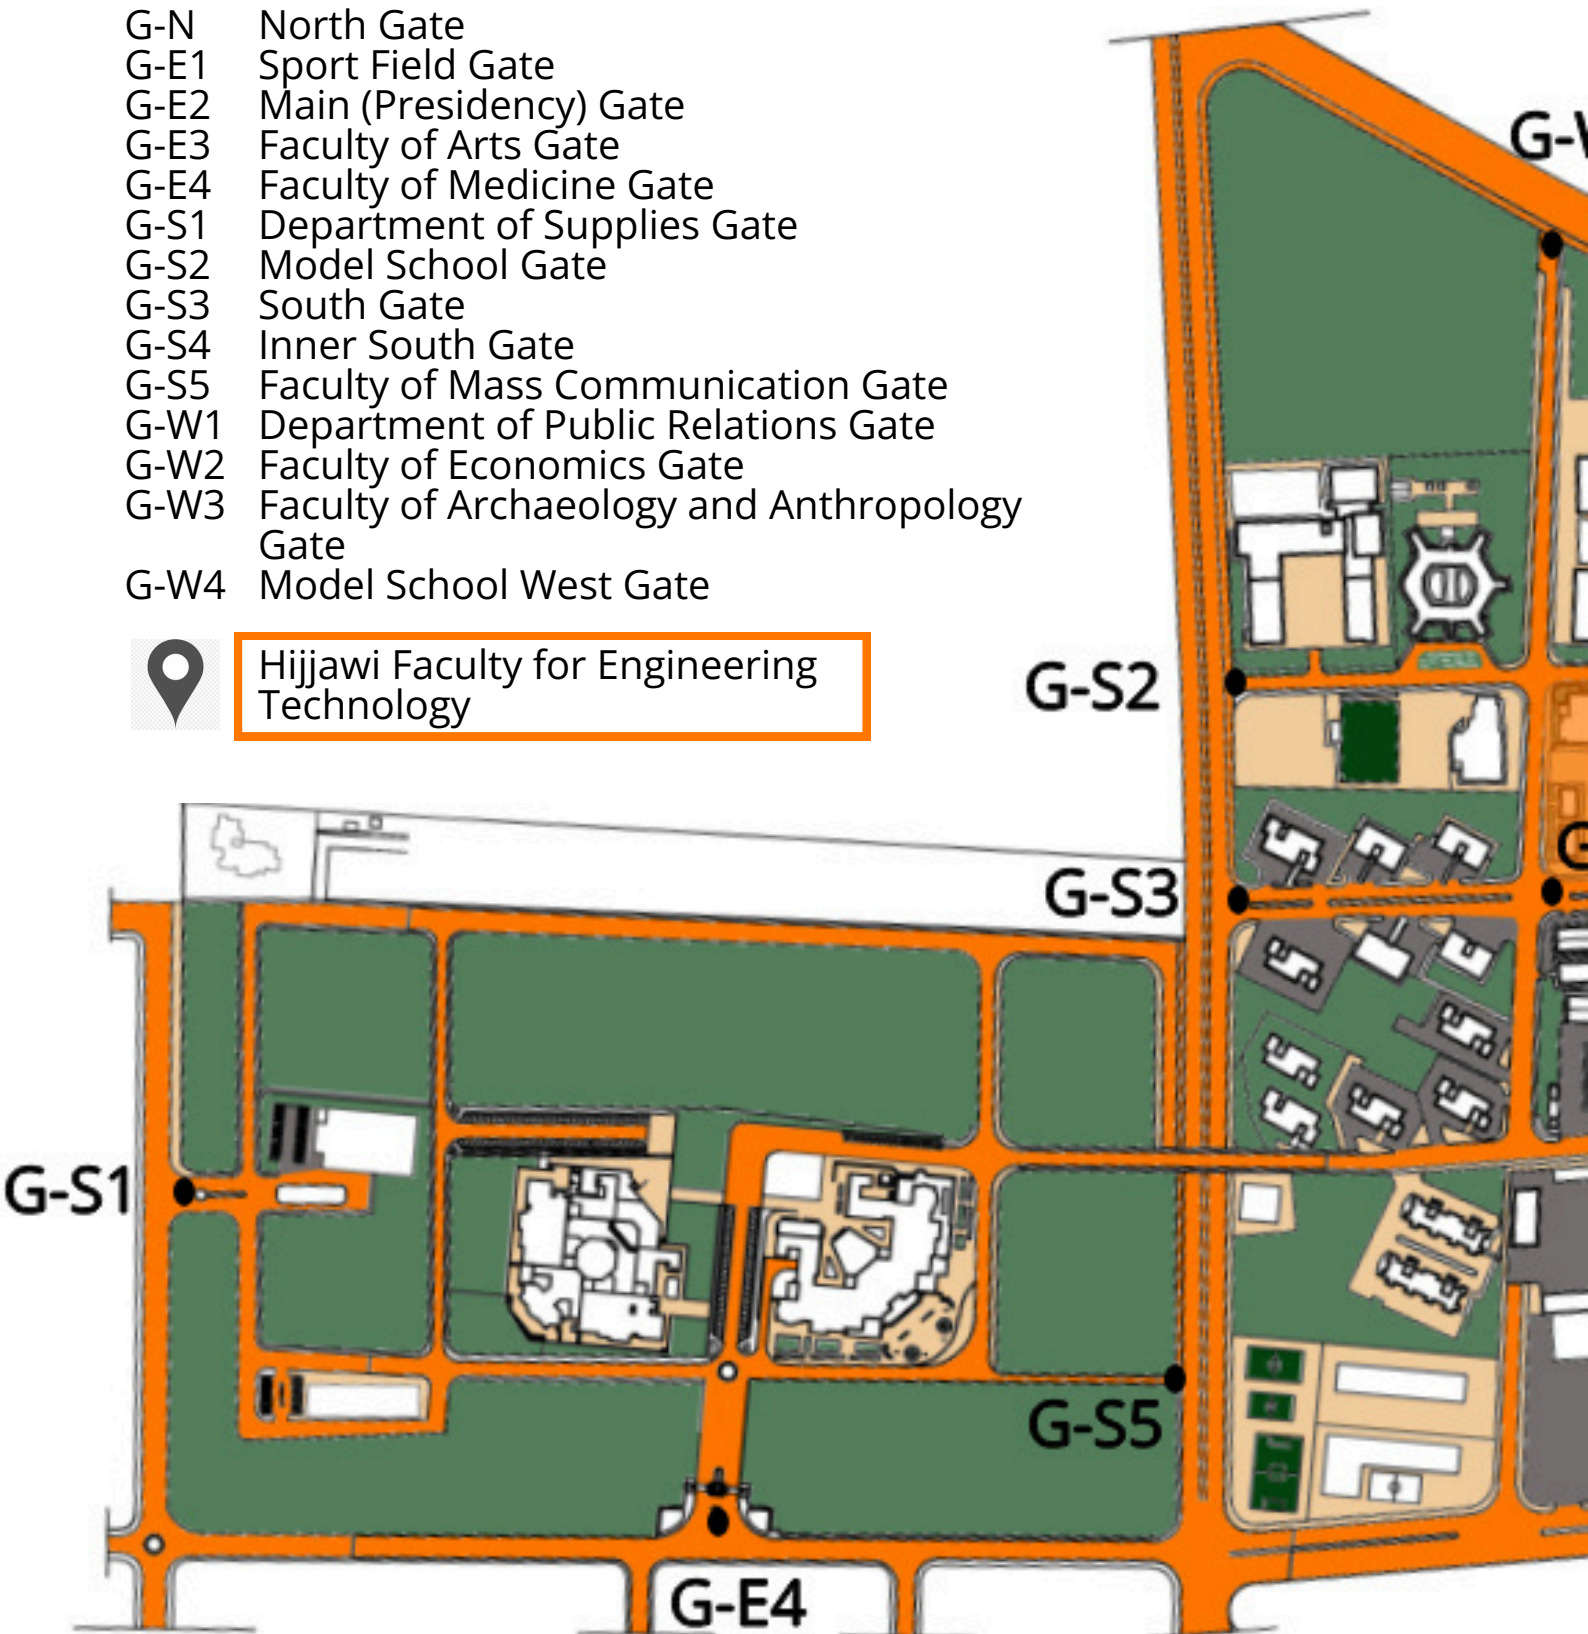 G-N North Gate
G-E1 Sport Field Gate
G-E2 Main (Presidency) Gate
G-E3 Faculty of Arts Gate
G-E4 Faculty of Medicine Gate
G-S1 Department of Supplies Gate
G-S2 Model School Gate
G-S3 South Gate
G-S4 Inner South Gate
G-S5 Faculty of Mass Communication Gate
G-W1 Department of Public Relations Gate
G-W2 Faculty of Economics Gate
G-W3 Faculty of Archaeology and Anthropology
Gate
G-W4 Model School West Gate
Hijjawi Faculty for Engineering
Technology
G-S2
G-S3
G-S1
G-S5
G-E4